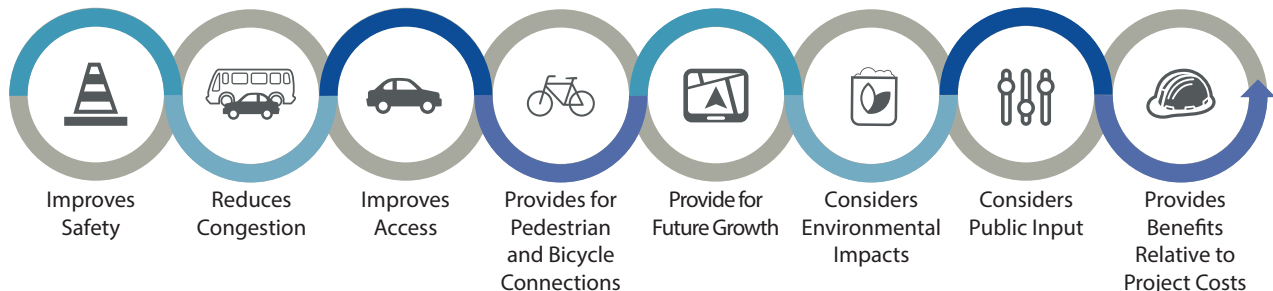 Improves
Safety
Reduces
Congestion
Improves
Access
Provides for
Pedestrian
and Bicycle
Connections
Provide for
Future Growth
Considers
Environmental
Impacts
Considers
Public Input
Provides
Benefits
Relative to
Project Costs